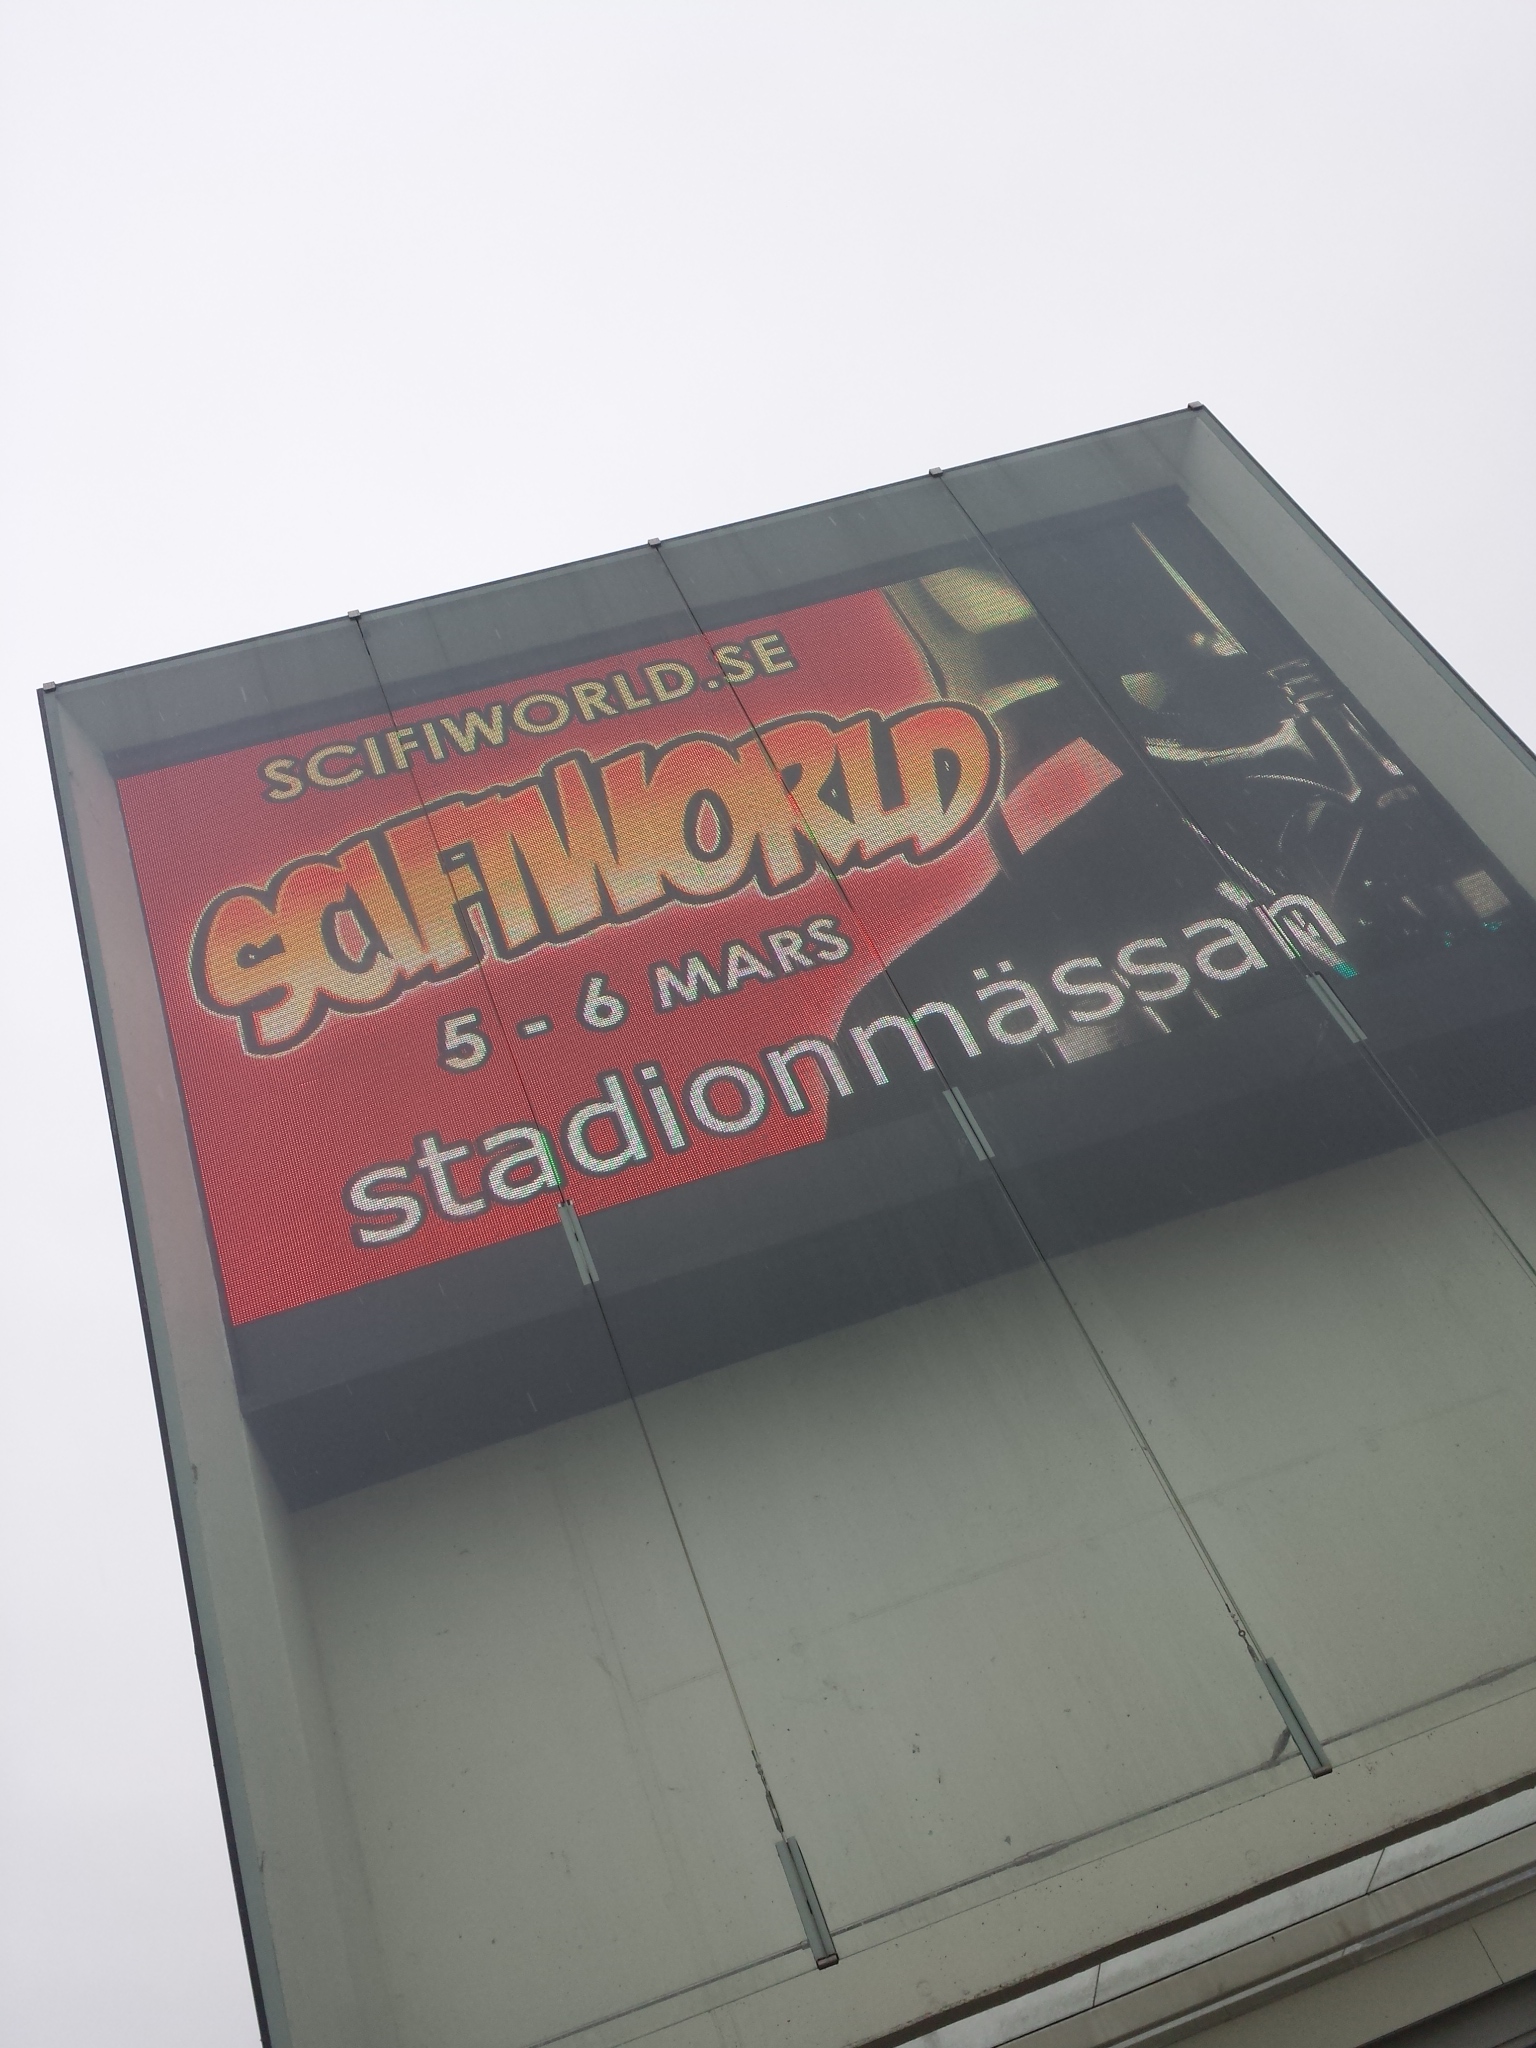 SCIFIWORLD.SE
SCIFIWORLD
5 - 6 MARS
stadionmässan